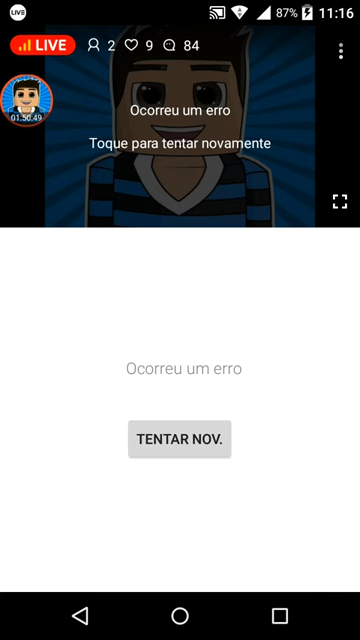 LIVE
87% 11:16
LIVE 2 9 84
01:50:49
Ocorreu um erro
Toque para tentar novamente
Ocorreu um erro
TENTAR NOV.